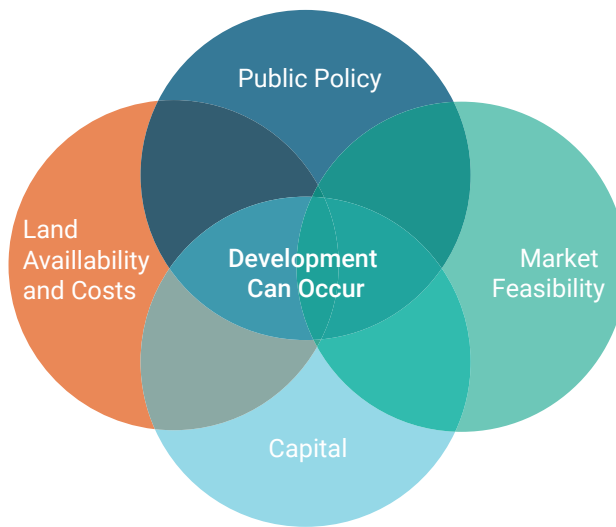 Public Policy
Land
Availlability
and Costs
Development
Can Occur
Market
Feasibility
Capital